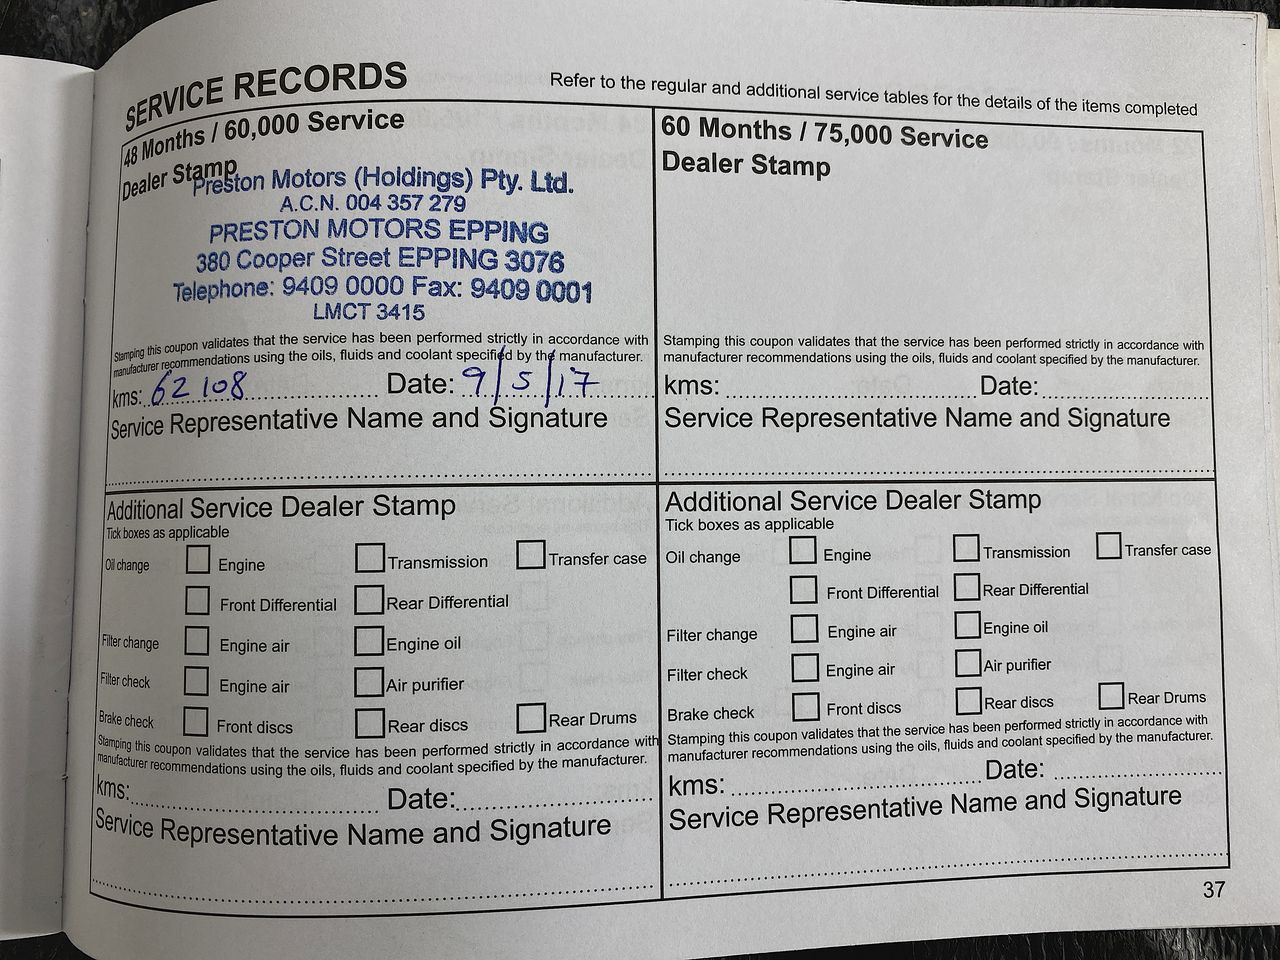 SERVICE RECORDS
Refer to the regular and additional service tables for the details of the items completed
48 Months / 60,000 Service
Dealer Stamp
Preston Motors (Holdings) Pty. Ltd.
A.C.N. 004 357 279
PRESTON MOTORS EPPING
380 Cooper Street EPPING 3076
Telephone: 9409 0000 Fax: 9409 0001
LMCT 3415
Stamping this coupon validates that the service has been performed strictly in accordance with
manufacturer recommendations using the oils, fluids and coolant specified by the manufacturer.
kms: 62108 Date: 9/5/17
Service Representative Name and Signature
60 Months / 75,000 Service
Dealer Stamp
Stamping this coupon validates that the service has been performed strictly in accordance with
manufacturer recommendations using the oils, fluids and coolant specified by the manufacturer.
kms: Date:
Service Representative Name and Signature
Additional Service Dealer Stamp
Tick boxes as applicable
Oil change Engine Transmission Transfer case
Front Differential Rear Differential
Filter change Engine air Engine oil
Filter check Engine air Air purifier
Brake check Front discs Rear discs Rear Drums
Stamping this coupon validates that the service has been performed strictly in accordance with
manufacturer recommendations using the oils, fluids and coolant specified by the manufacturer.
kms: Date:
Service Representative Name and Signature
Additional Service Dealer Stamp
Tick boxes as applicable
Oil change Engine Transmission Transfer case
Front Differential Rear Differential
Filter change Engine air Engine oil
Filter check Engine air Air purifier
Brake check Front discs Rear discs Rear Drums
Stamping this coupon validates that the service has been performed strictly in accordance with
manufacturer recommendations using the oils, fluids and coolant specified by the manufacturer.
kms: Date:
Service Representative Name and Signature
37